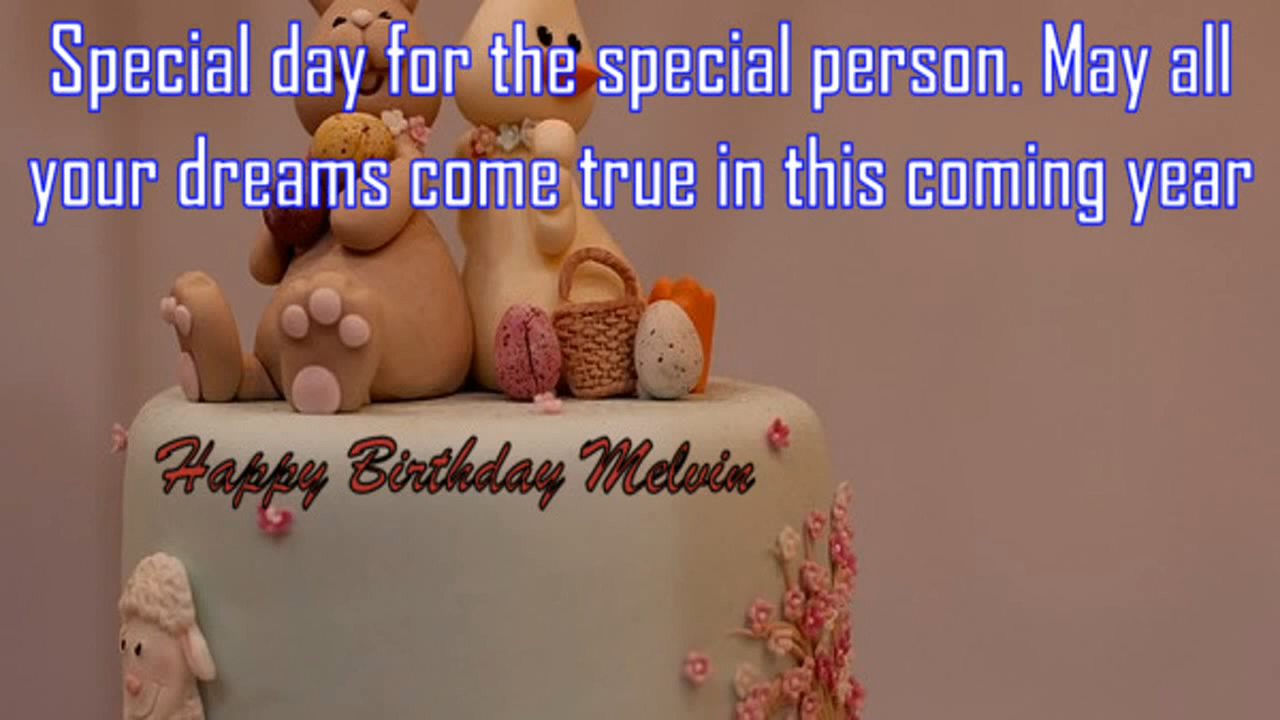 Special day for the special person. May all
your dreams come true in this coming year
Happy Birthday Melvin